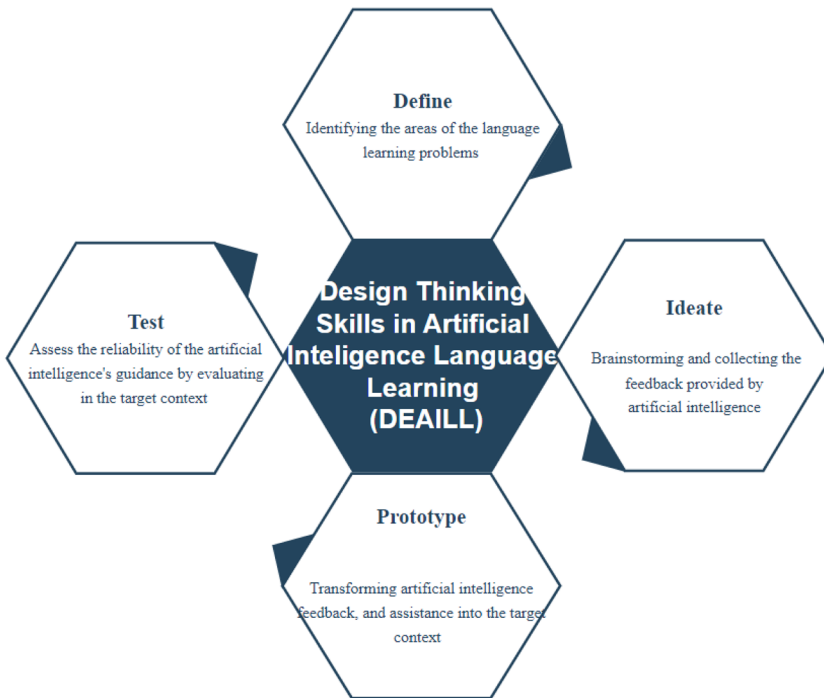 Define
Identifying the areas of the language
learning problems
Test
Assess the reliability of the artificial
intelligence's guidance by evaluating
in the target context
Design Thinking
Skills in Artificial
Inteligence Language
Learning
(DEAILL)
Ideate
Brainstorming and collecting the
feedback provided by
artificial intelligence
Prototype
Transforming artificial intelligence
feedback, and assistance into the target
context